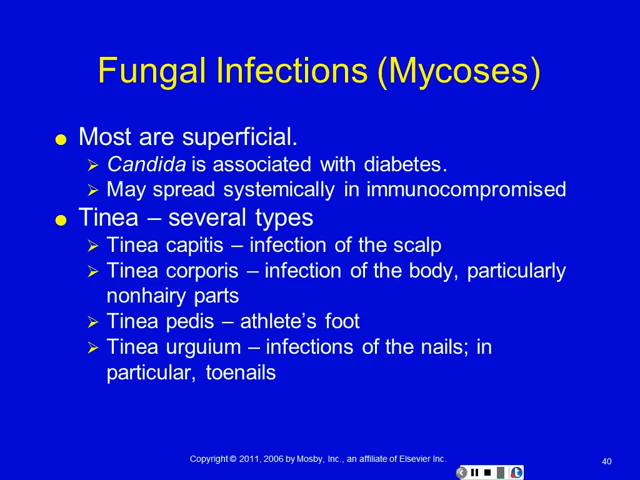 Fungal Infections (Mycoses)
Most are superficial.
Candida is associated with diabetes.
May spread systemically in immunocompromised
Tinea – several types
Tinea capitis – infection of the scalp
Tinea corporis – infection of the body, particularly
nonhairy parts
Tinea pedis – athlete’s foot
Tinea urguium – infections of the nails; in
particular, toenails
Copyright © 2011, 2006 by Mosby, Inc., an affiliate of Elsevier Inc.
40